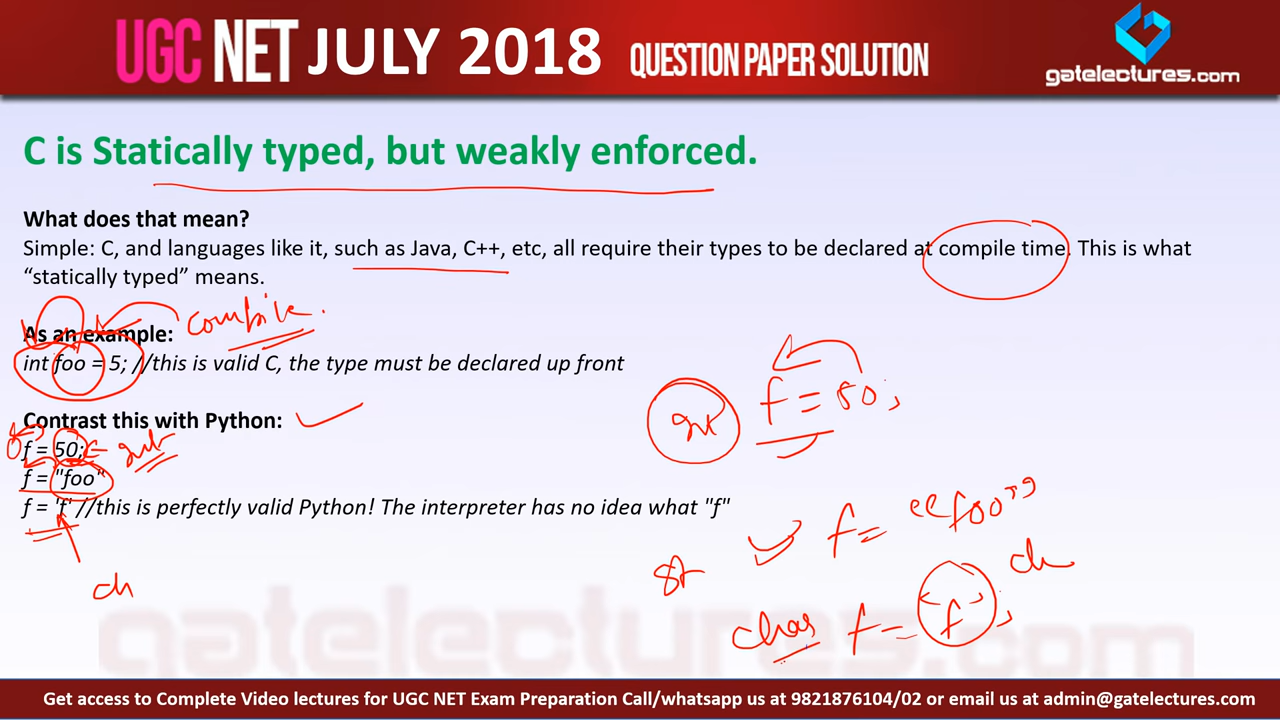 UGC NET JULY 2018 QUESTION PAPER SOLUTION
gatelectures.com
C is Statically typed, but weakly enforced.
What does that mean?
Simple: C, and languages like it, such as Java, C++, etc, all require their types to be declared at compile time. This is what
“statically typed” means.
compile.
As an example:
int foo = 5; //this is valid C, the type must be declared up front
f = 50;
Contrast this with Python:
f = 50;
f = "foo"
f = 'f' //this is perfectly valid Python! The interpreter has no idea what "f"
f = "foo"
st
ch
ch
char f = 'f';
gatelectures.com
Get access to Complete Video lectures for UGC NET Exam Preparation Call/whatsapp us at 9821876104/02 or email us at admin@gatelectures.com